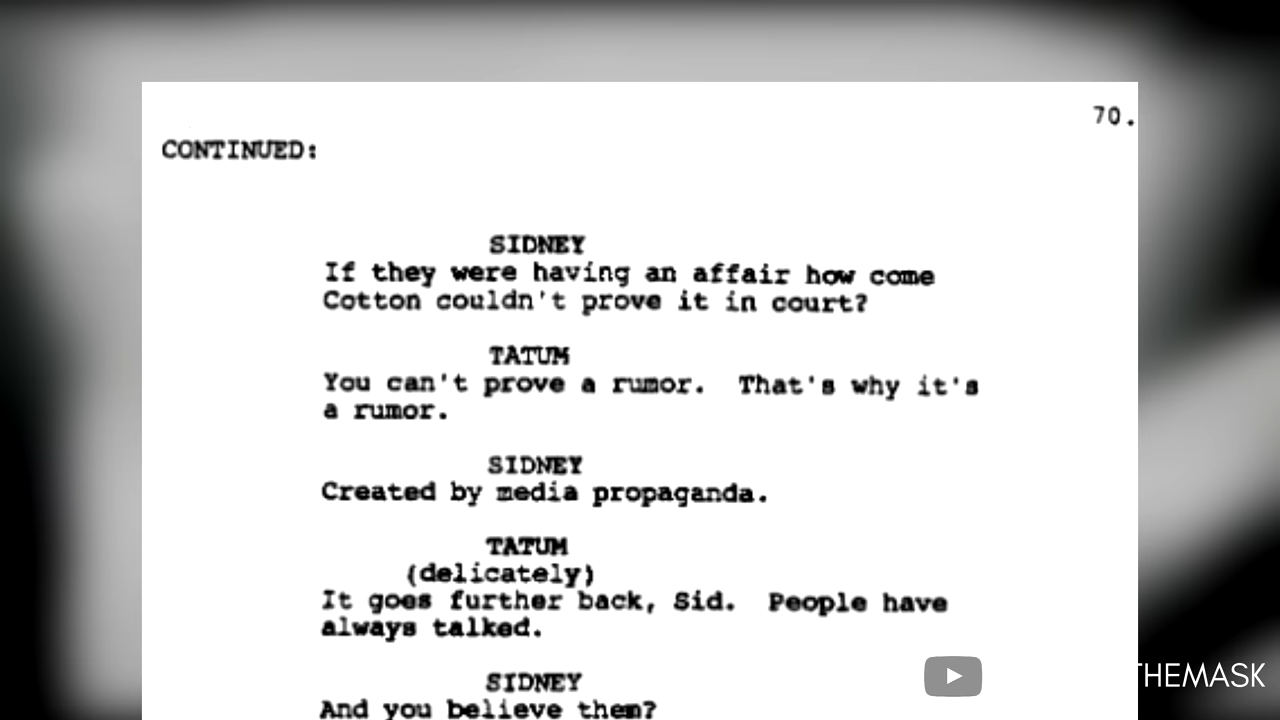 70.
CONTINUED:
SIDNEY
If they were having an affair how come
Cotton couldn't prove it in court?
TATUM
You can't prove a rumor. That's why it's
a rumor.
SIDNEY
Created by media propaganda.
TATUM
(delicately)
It goes further back, Sid. People have
always talked.
SIDNEY
And you believe them?
THEMASK